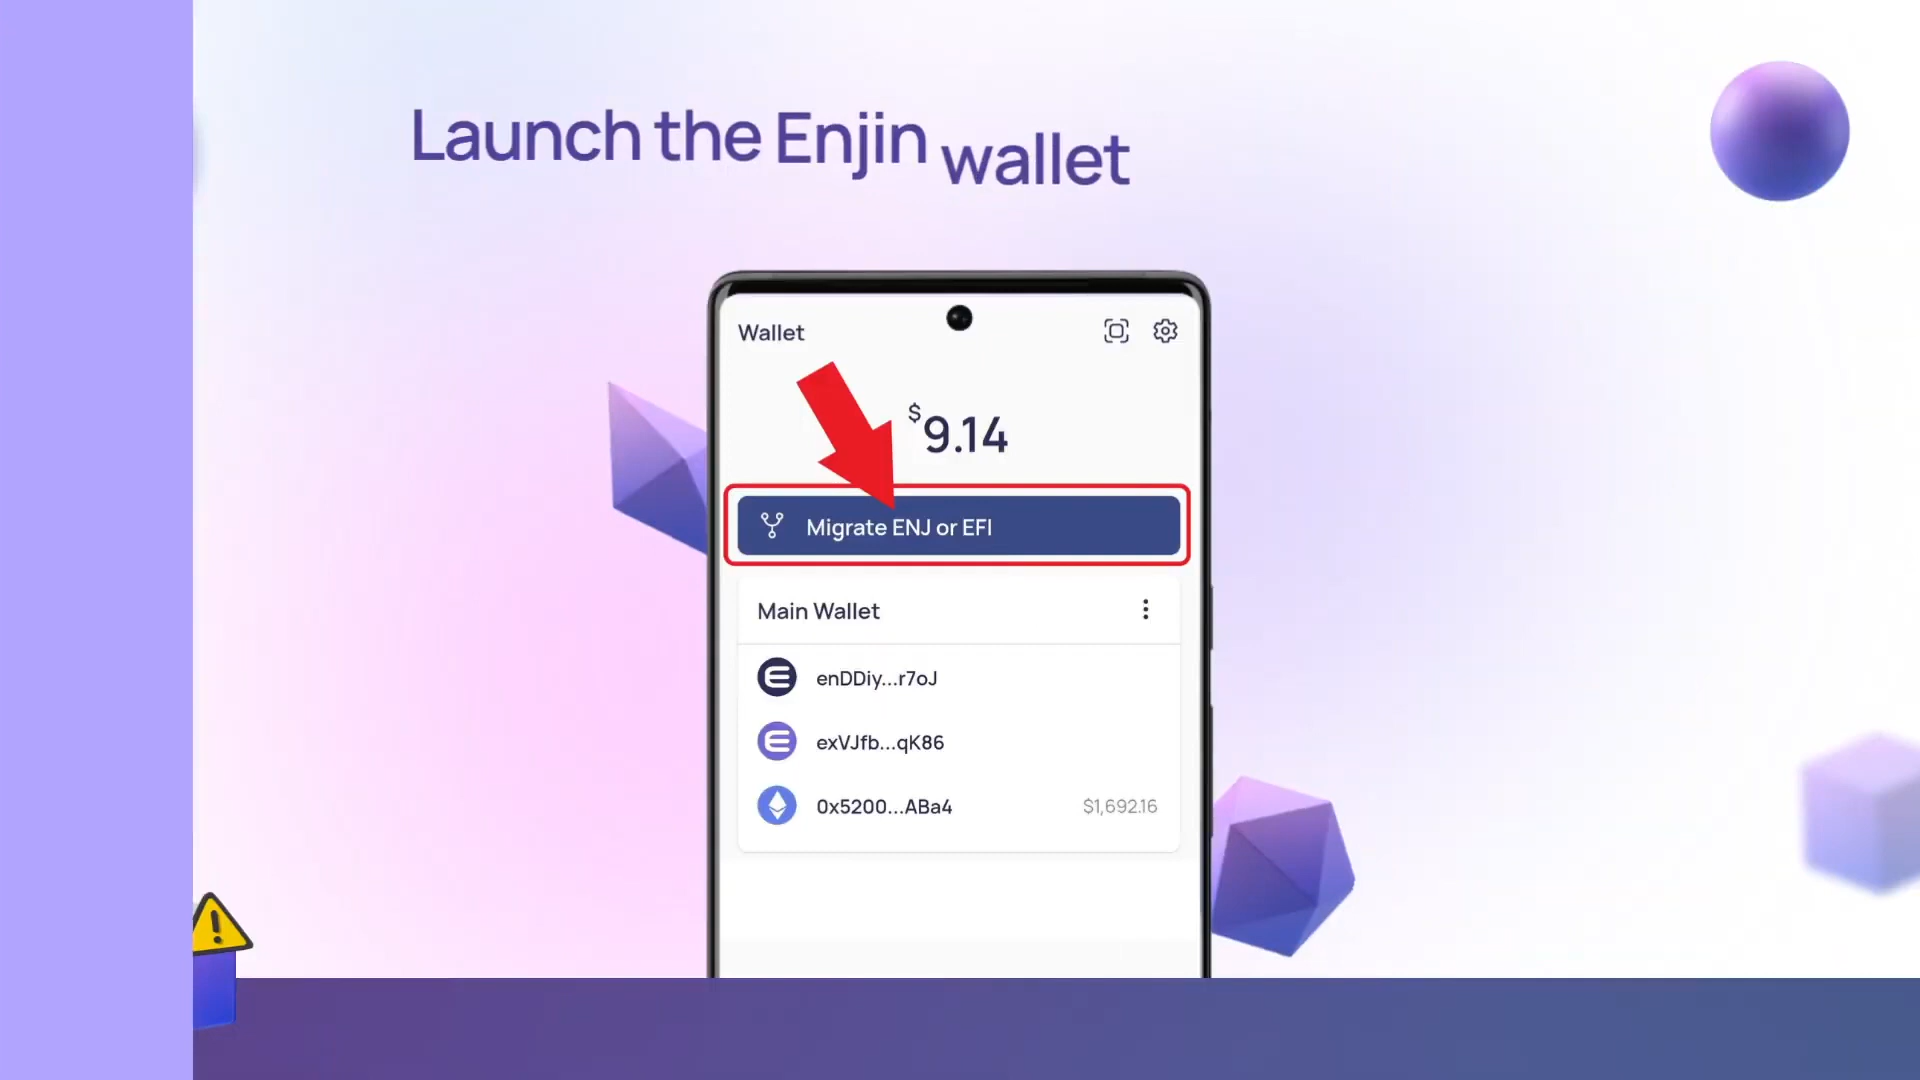 Launch the Enjin wallet
Wallet
$9.14
Migrate ENJ or EFI
Main Wallet
enDDiy...r7oJ
exVJfb...qK86
0x5200...ABa4 $1,692.16